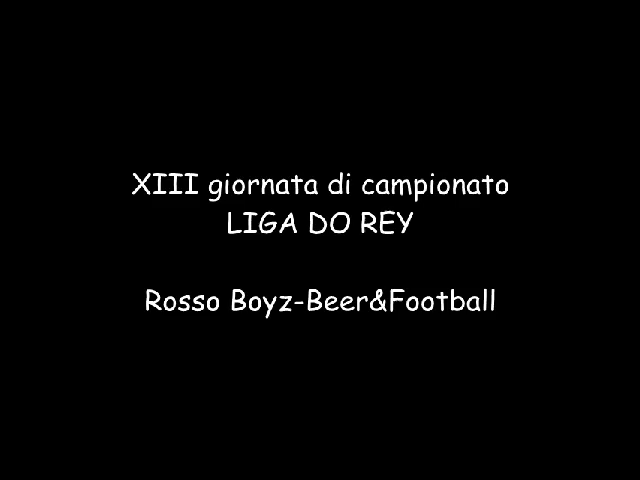 XIII giornata di campionato
LIGA DO REY
Rosso Boyz-Beer&Football